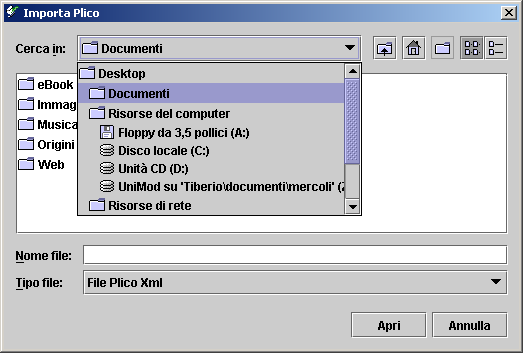 Importa Plico
Cerca in: Documenti
Desktop
eBook
Documenti
Immag
Risorse del computer
Musica
Floppy da 3,5 pollici (A:)
Origini
Disco locale (C:)
Web
Unità CD (D:)
UniMod su 'Tiberio\documenti\mercoli' (Z
Risorse di rete
Nome file:
Tipo file: File Plico Xml
Apri Annulla